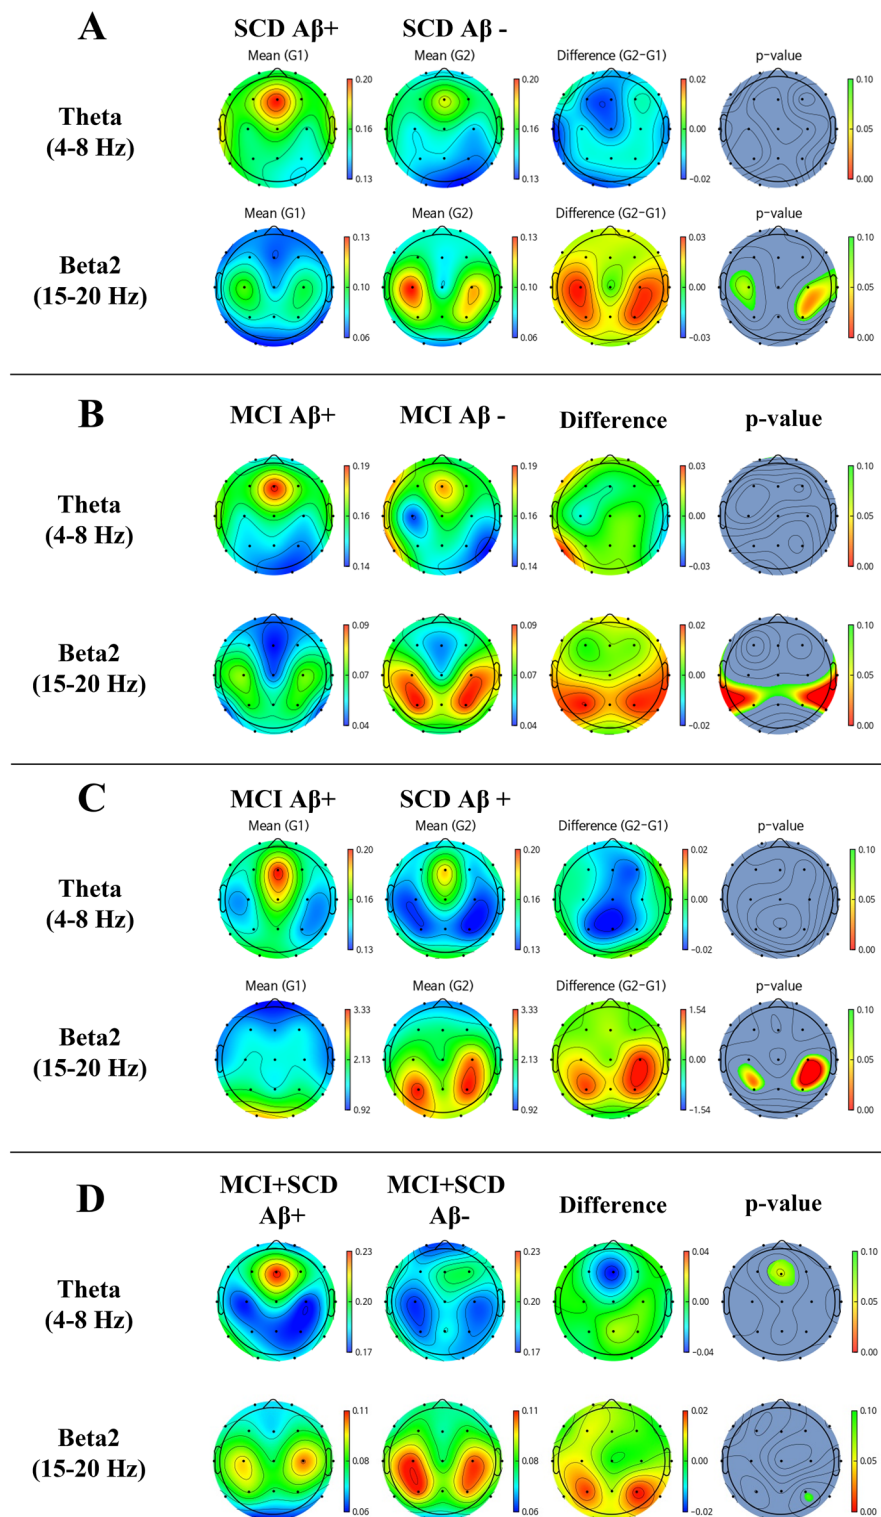 A
SCD Aβ+
SCD Aβ -
Mean (G1)
Mean (G2)
Difference (G2-G1)
p-value
Theta
(4-8 Hz)
0.20
0.16
0.13
0.20
0.16
0.13
0.02
0.00
-0.02
0.10
0.05
0.00
Mean (G1)
Mean (G2)
Difference (G2-G1)
p-value
Beta2
(15-20 Hz)
0.13
0.10
0.06
0.13
0.10
0.06
0.03
0.00
-0.03
0.10
0.05
0.00
B
MCI Aβ+
MCI Aβ -
Difference
p-value
Theta
(4-8 Hz)
0.19
0.16
0.14
0.19
0.16
0.14
0.03
0.00
-0.03
0.10
0.05
0.00
Beta2
(15-20 Hz)
0.09
0.07
0.04
0.09
0.07
0.04
0.02
0.00
-0.02
0.10
0.05
0.00
C
MCI Aβ+
SCD Aβ +
Mean (G1)
Mean (G2)
Difference (G2-G1)
p-value
Theta
(4-8 Hz)
0.20
0.16
0.13
0.20
0.16
0.13
0.02
0.00
-0.02
0.10
0.05
0.00
Mean (G1)
Mean (G2)
Difference (G2-G1)
p-value
Beta2
(15-20 Hz)
3.33
2.13
0.92
3.33
2.13
0.92
1.54
0.00
-1.54
0.10
0.05
0.00
D
MCI+SCD
Aβ+
MCI+SCD
Aβ-
Difference
p-value
Theta
(4-8 Hz)
0.23
0.20
0.17
0.23
0.20
0.17
0.04
0.00
-0.04
0.10
0.05
0.00
Beta2
(15-20 Hz)
0.11
0.08
0.06
0.11
0.08
0.06
0.02
0.00
-0.02
0.10
0.05
0.00